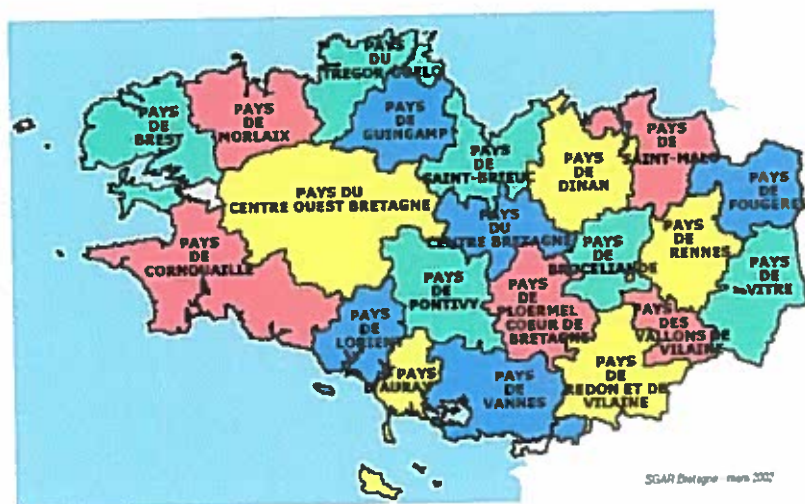 PAYS
DU
TREGOR-GOELO
PAYS
DE
BREST
PAYS
DE
MORLAIX
PAYS
DE
GUINGAMP
PAYS
DE
SAINT-BRIEUC
PAYS
DE
DINAN
PAYS
DE
SAINT-MALO
PAYS
DE
FOUGERES
PAYS DU
CENTRE OUEST BRETAGNE
PAYS
DU
CENTRE BRETAGNE
PAYS
DE
BROCELIANDE
PAYS
DE
RENNES
PAYS
DE
VITRE
PAYS
DE
CORNOUAILLE
PAYS
DE
PONTIVY
PAYS
DE
PLOERMEL
COEUR DE
BRETAGNE
PAYS
DES
VALLONS DE
VILAINE
PAYS
DE
LORIENT
PAYS
D'AURAY
PAYS
DE
VANNES
PAYS
DE
REDON ET DE
VILAINE
SGAR Bretagne - mars 2002